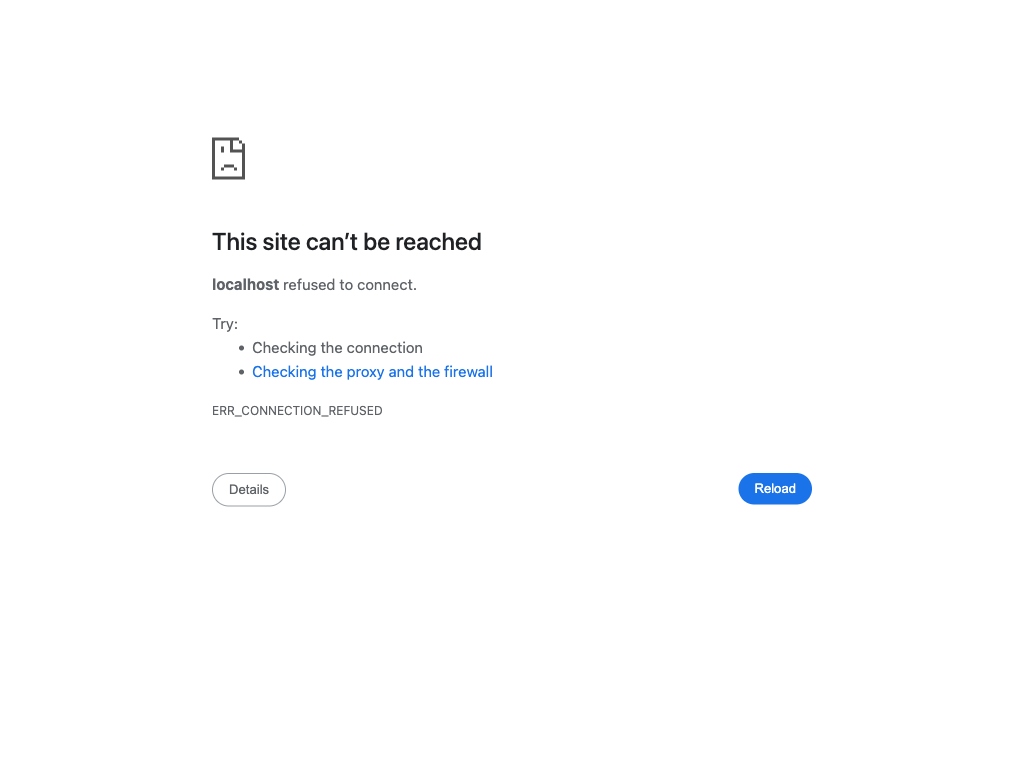 This site can’t be reached
localhost refused to connect.
Try:
• Checking the connection
• Checking the proxy and the firewall
ERR_CONNECTION_REFUSED
Details
Reload